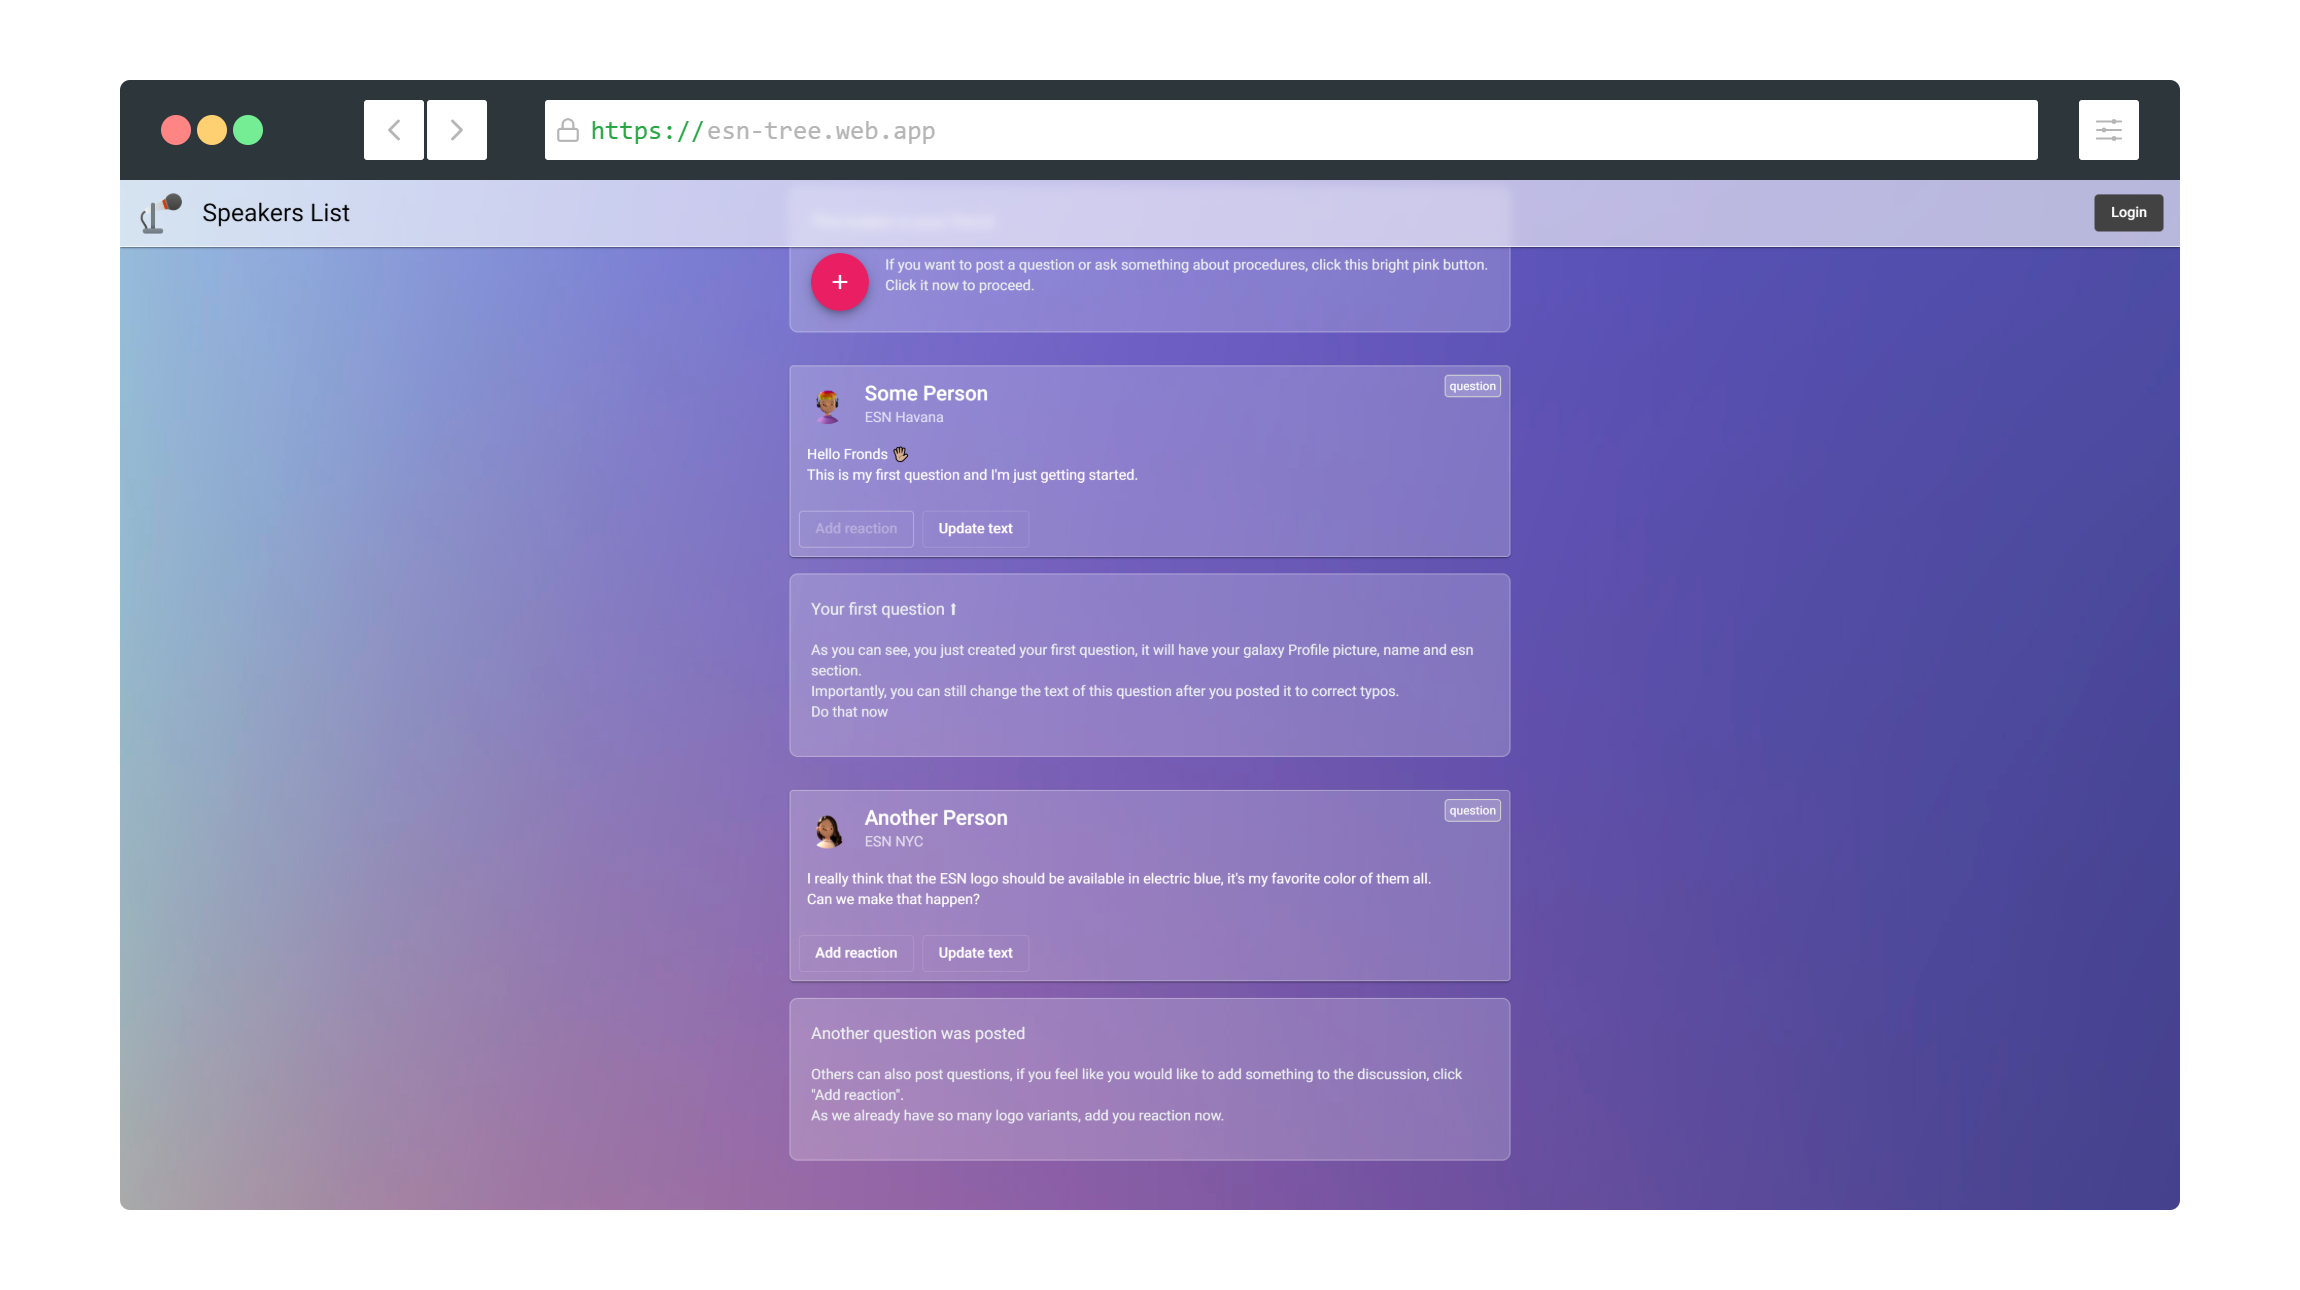 https://esn-tree.web.app
Speakers List
Login
If you want to post a question or ask something about procedures, click this bright pink button.
Click it now to proceed.
Some Person
question
ESN Havana
Hello Fronds 👋
This is my first question and I'm just getting started.
Add reaction
Update text
Your first question ⬆
As you can see, you just created your first question, it will have your galaxy Profile picture, name and esn
section.
Importantly, you can still change the text of this question after you posted it to correct typos.
Do that now
Another Person
question
ESN NYC
I really think that the ESN logo should be available in electric blue, it's my favorite color of them all.
Can we make that happen?
Add reaction
Update text
Another question was posted
Others can also post questions, if you feel like you would like to add something to the discussion, click
"Add reaction".
As we already have so many logo variants, add you reaction now.